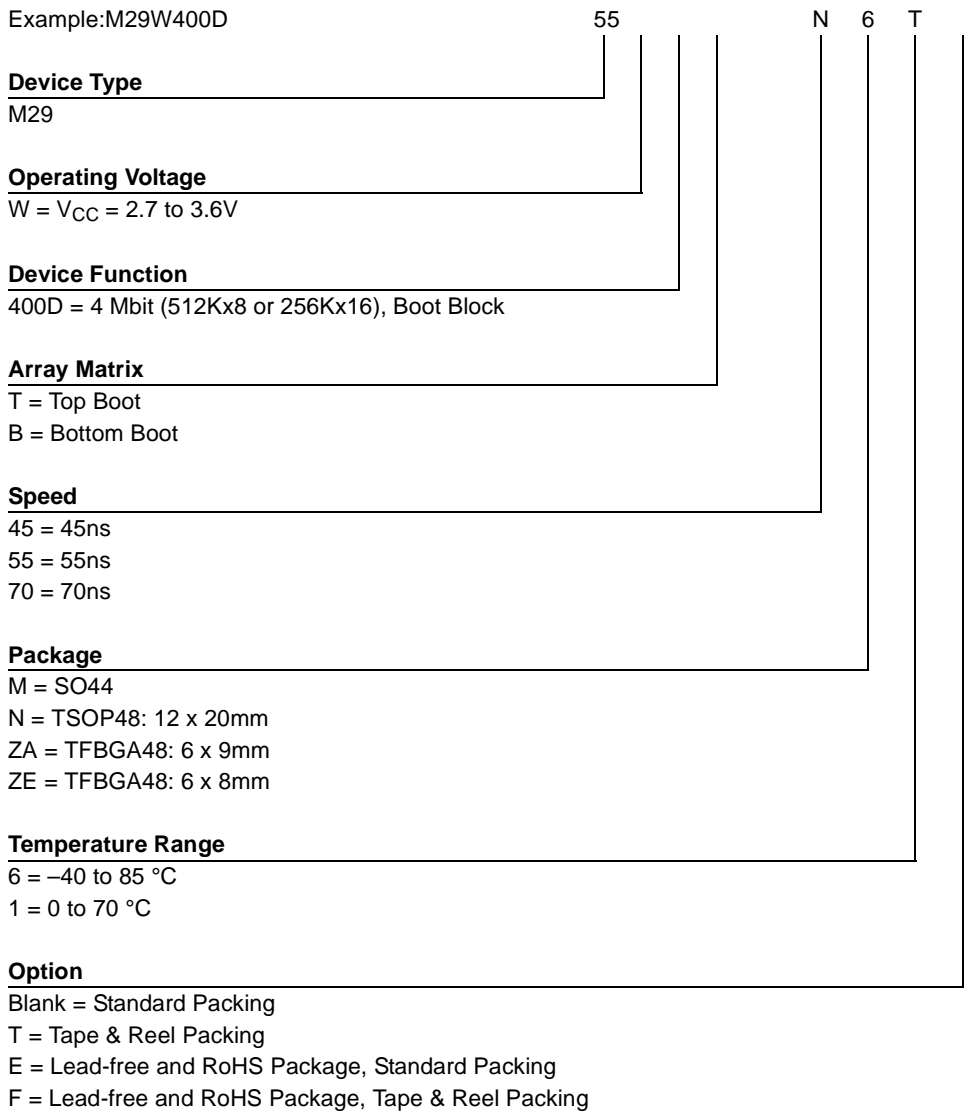 Example:M29W400D 55 N 6 T
Device Type
M29
Operating Voltage
W = VCC = 2.7 to 3.6V
Device Function
400D = 4 Mbit (512Kx8 or 256Kx16), Boot Block
Array Matrix
T = Top Boot
B = Bottom Boot
Speed
45 = 45ns
55 = 55ns
70 = 70ns
Package
M = SO44
N = TSOP48: 12 x 20mm
ZA = TFBGA48: 6 x 9mm
ZE = TFBGA48: 6 x 8mm
Temperature Range
6 = –40 to 85 °C
1 = 0 to 70 °C
Option
Blank = Standard Packing
T = Tape & Reel Packing
E = Lead-free and RoHS Package, Standard Packing
F = Lead-free and RoHS Package, Tape & Reel Packing